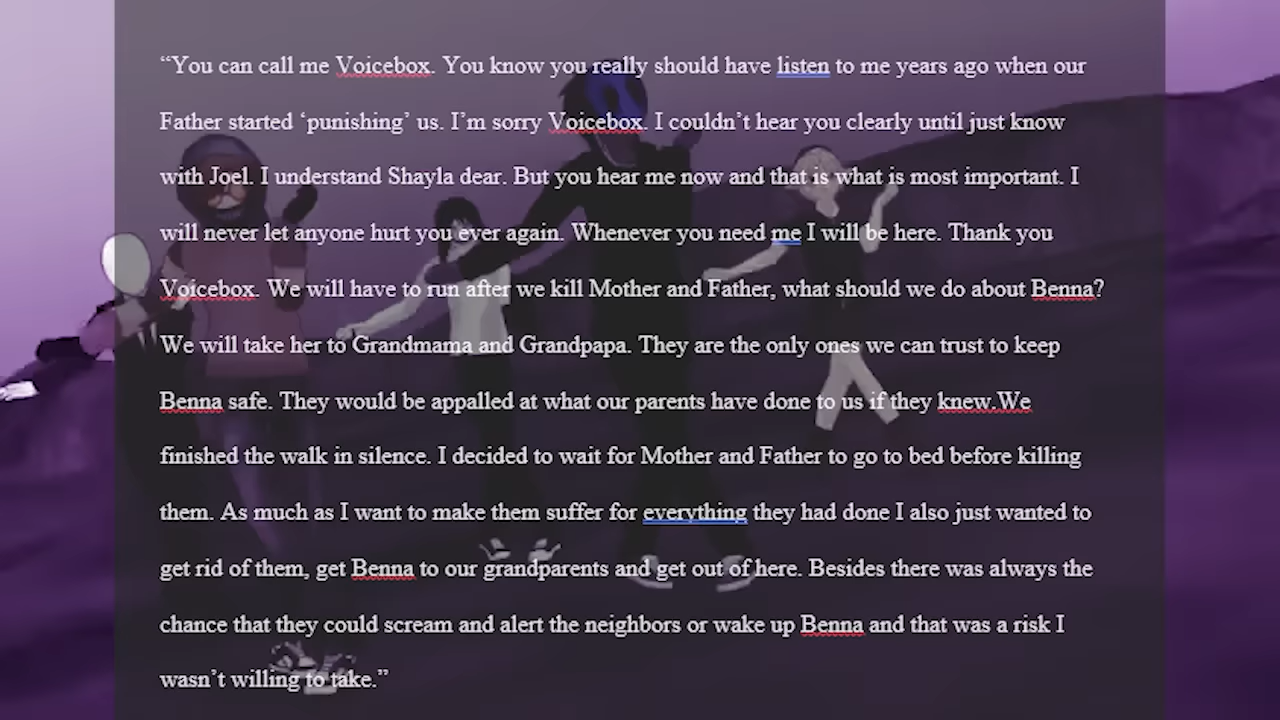 “You can call me Voicebox. You know you really should have listen to me years ago when our
Father started ‘punishing’ us. I’m sorry Voicebox. I couldn’t hear you clearly until just know
with Joel. I understand Shayla dear. But you hear me now and that is what is most important. I
will never let anyone hurt you ever again. Whenever you need me I will be here. Thank you
Voicebox. We will have to run after we kill Mother and Father, what should we do about Benna?
We will take her to Grandmama and Grandpapa. They are the only ones we can trust to keep
Benna safe. They would be appalled at what our parents have done to us if they knew.We
finished the walk in silence. I decided to wait for Mother and Father to go to bed before killing
them. As much as I want to make them suffer for everything they had done I also just wanted to
get rid of them, get Benna to our grandparents and get out of here. Besides there was always the
chance that they could scream and alert the neighbors or wake up Benna and that was a risk I
wasn’t willing to take.”